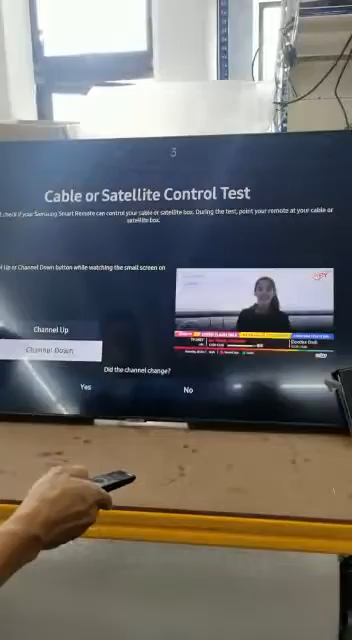 3
Cable or Satellite Control Test
check if your Samsung Smart Remote can control your cable or satellite box. During the test, point your remote at your cable or
satellite box.
Up or Channel Down button while watching the small screen on
Channel Up
Channel Down
Did the channel change?
Yes
No